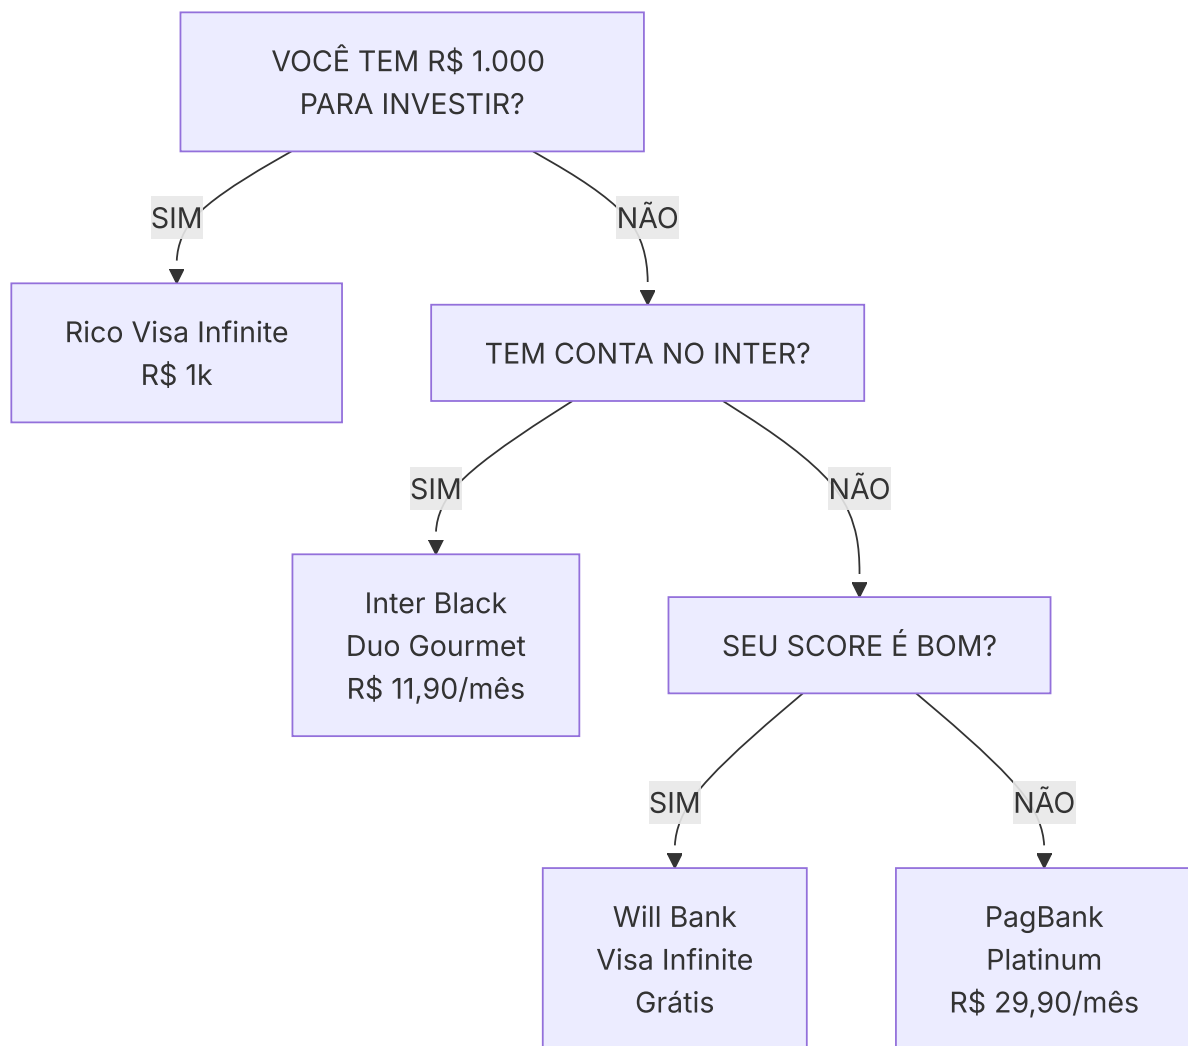 VOCÊ TEM R$ 1.000
PARA INVESTIR?
SIM
NÃO
Rico Visa Infinite
R$ 1k
TEM CONTA NO INTER?
SIM
NÃO
Inter Black
Duo Gourmet
R$ 11,90/mês
SEU SCORE É BOM?
SIM
NÃO
Will Bank
Visa Infinite
Grátis
PagBank
Platinum
R$ 29,90/mês